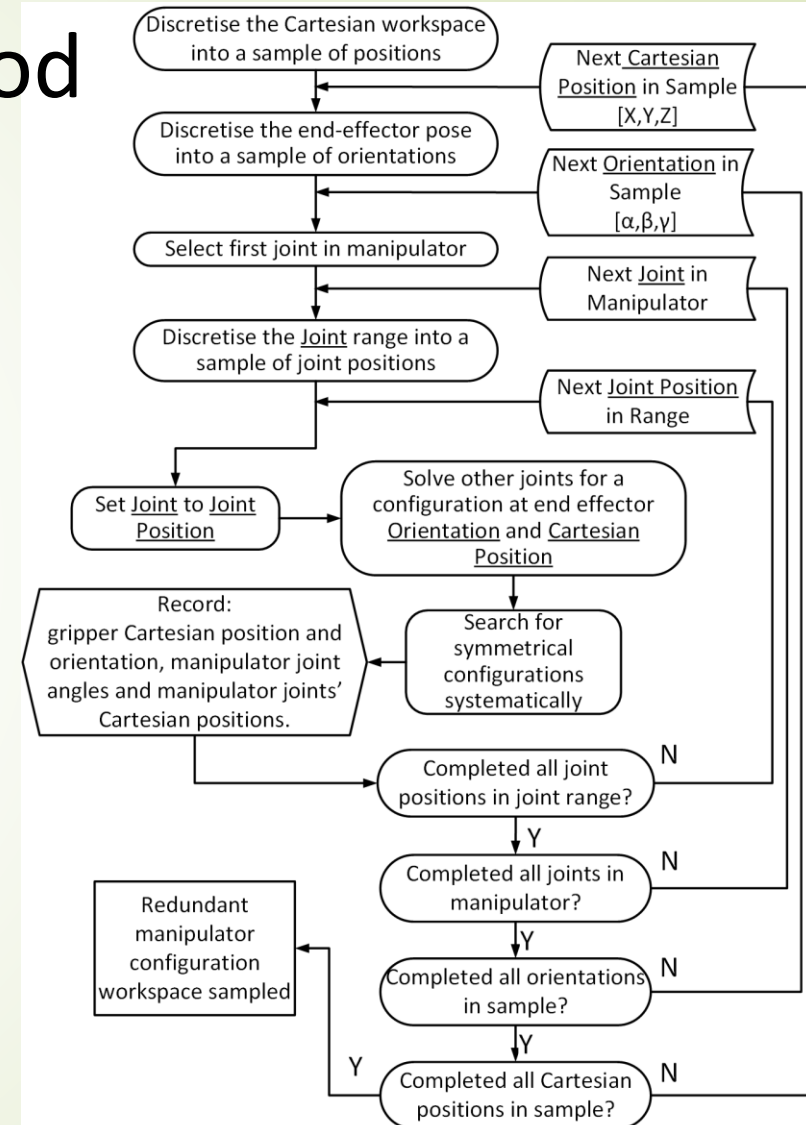 od
Discretise the Cartesian workspace
into a sample of positions
Next Cartesian
Position in Sample
[X,Y,Z]
Discretise the end-effector pose
into a sample of orientations
Next Orientation in
Sample
[α,β,γ]
Select first joint in manipulator
Next Joint in
Manipulator
Discretise the Joint range into a
sample of joint positions
Next Joint Position
in Range
Set Joint to Joint
Position
Solve other joints for a
configuration at end effector
Orientation and Cartesian
Position
Search for
symmetrical
configurations
systematically
Record:
gripper Cartesian position and
orientation, manipulator joint
angles and manipulator joints’
Cartesian positions.
Completed all joint
positions in joint range?
N
Y
Completed all joints in
manipulator?
N
Y
Completed all orientations
in sample?
N
Y
Completed all Cartesian
positions in sample?
N
Y
Redundant
manipulator
configuration
workspace sampled